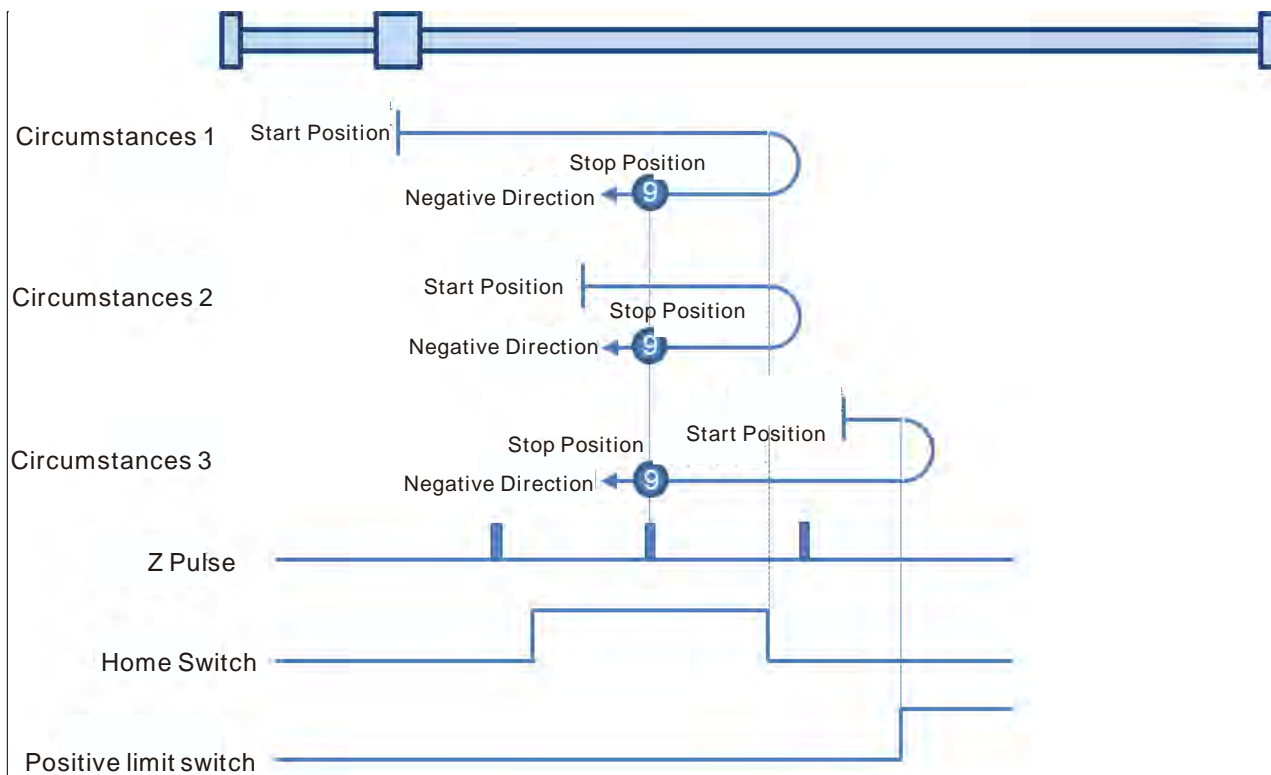 Circumstances 1
Start Position
Stop Position
Negative Direction
9
Circumstances 2
Start Position
Stop Position
Negative Direction
9
Circumstances 3
Start Position
Stop Position
Negative Direction
9
Z Pulse
Home Switch
Positive limit switch